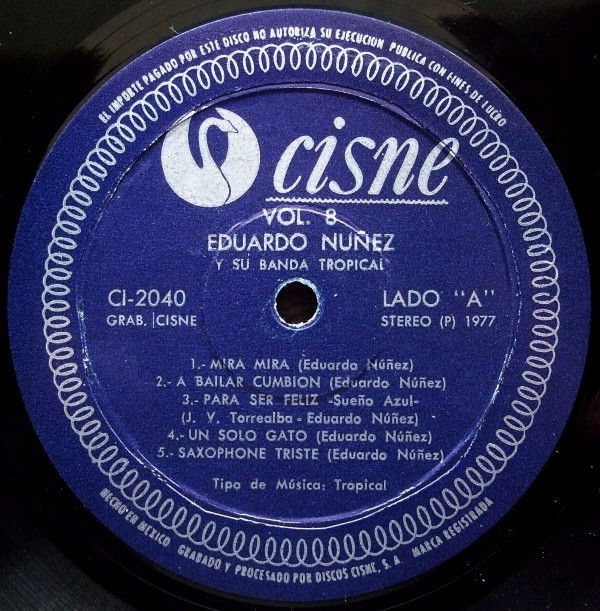 EL IMPORTE PAGADO POR ESTE DISCO NO AUTORIZA SU EJECUCION PUBLICA CON FINES DE LUCRO
cisne
VOL. 8
EDUARDO NUÑEZ
Y SU BANDA TROPICAL
CI-2040
GRAB. CISNE
LADO "A"
STEREO (P) 1977
1.- MIRA MIRA (Eduardo Núñez)
2.- A BAILAR CUMBION (Eduardo Núñez)
3.- PARA SER FELIZ -Sueño Azul-
(J. V. Torrealba - Eduardo Núñez)
4.- UN SOLO GATO (Eduardo Núñez)
5.- SAXOPHONE TRISTE (Eduardo Núñez)
Tipo de Música: Tropical
HECHO EN MEXICO GRABADO Y PROCESADO POR DISCOS CISNE, S. A. MARCA REGISTRADA